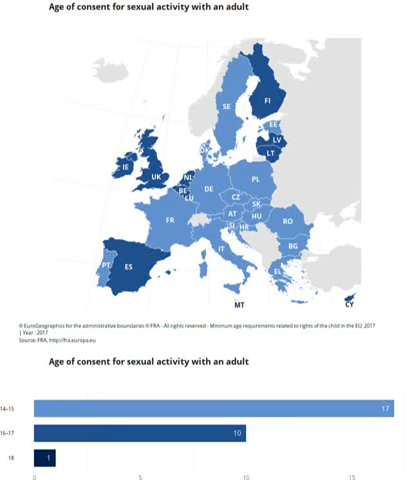 Age of consent for sexual activity with an adult
FI
SE
EE
LV
LT
DK
IE
UK
NL
BE
LU
DE
PL
CZ
SK
AT
HU
FR
SI
HR
RO
IT
BG
PT
ES
EL
MT
CY
© EuroGeographics for the administrative boundaries © FRA - All rights reserved - Minimum age requirements related to rights of the child in the EU, 2017
| Year : 2017
Source: FRA, http://fra.europa.eu
Age of consent for sexual activity with an adult
14–15 17
16–17 10
18 1
0 5 10 15